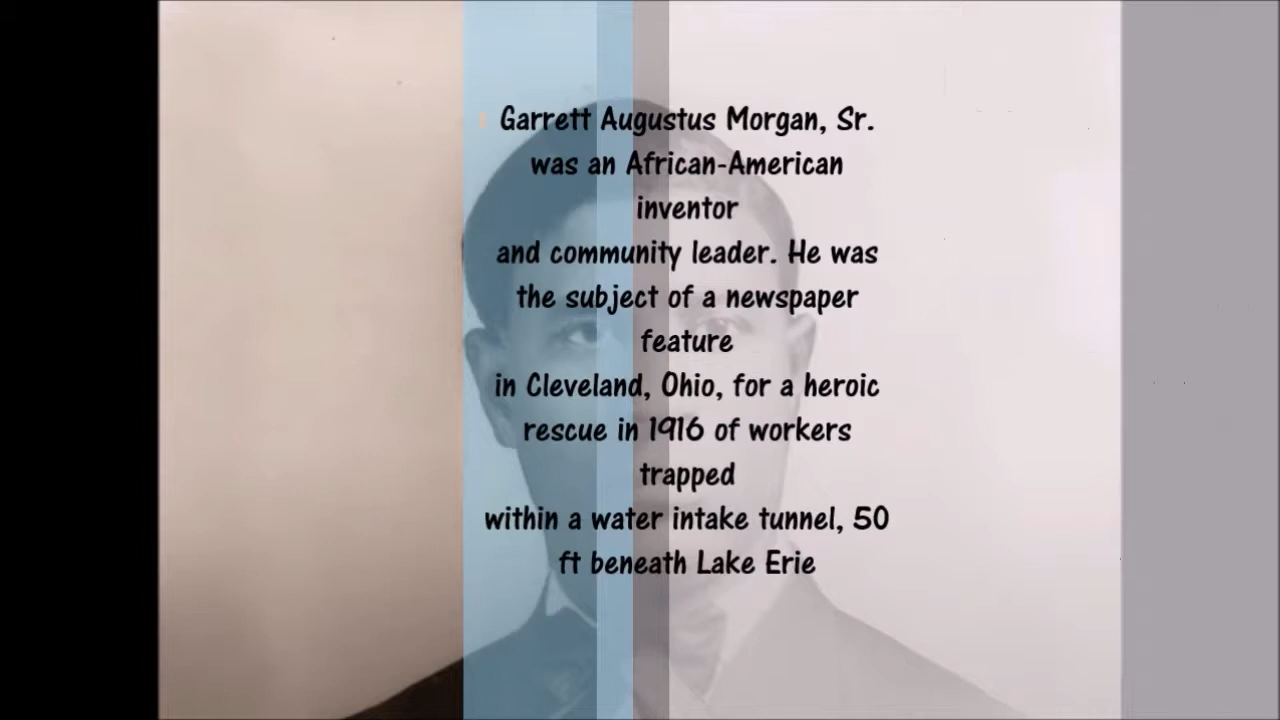 Garrett Augustus Morgan, Sr.
was an African-American
inventor
and community leader. He was
the subject of a newspaper
feature
in Cleveland, Ohio, for a heroic
rescue in 1916 of workers
trapped
within a water intake tunnel, 50
ft beneath Lake Erie